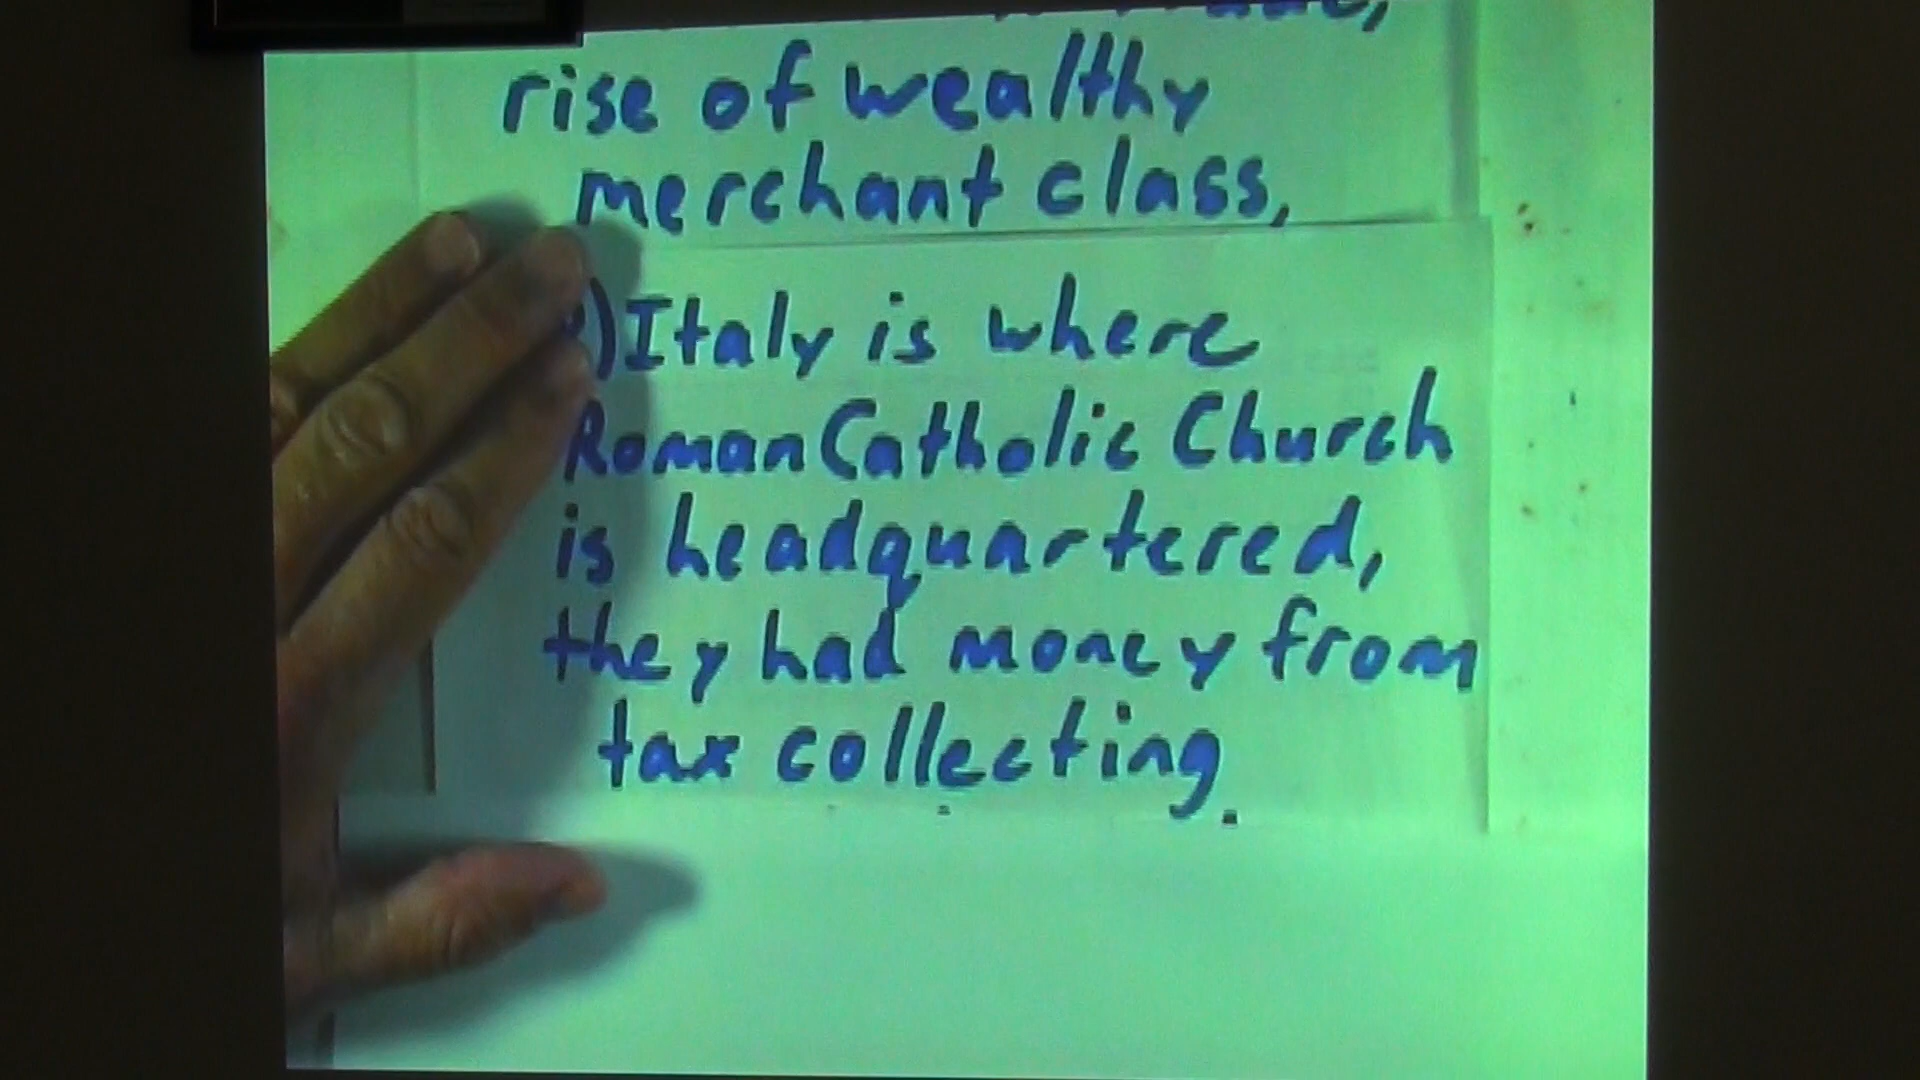 rise of wealthy
merchant class,
) Italy is where
Roman Catholic Church
is headquartered,
they had money from
tax collecting.